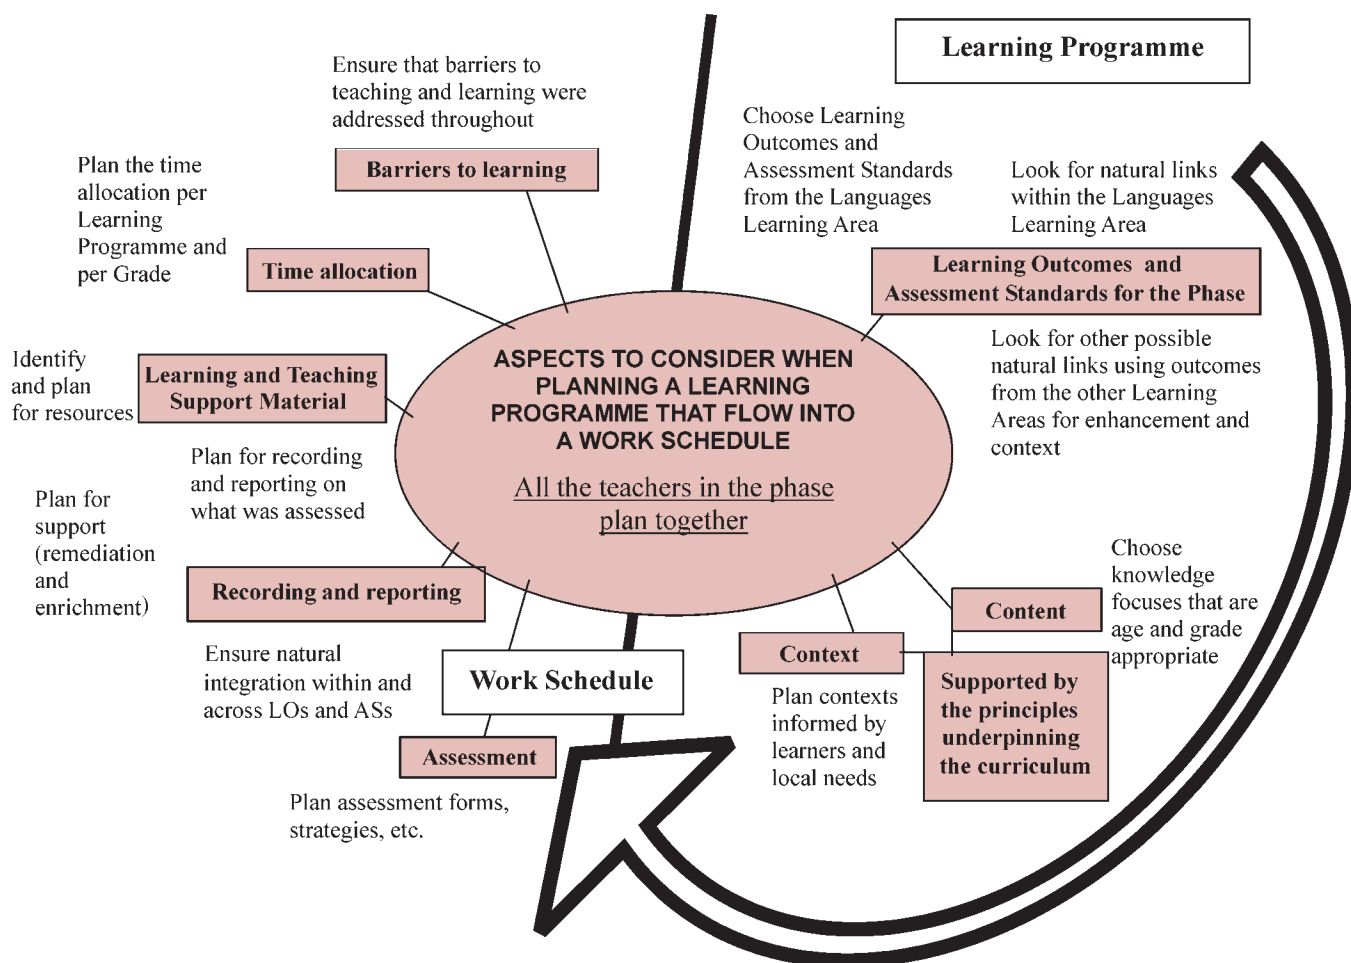 Learning Programme
Ensure that barriers to
teaching and learning were
addressed throughout
Barriers to learning
Plan the time
allocation per
Learning
Programme and
per Grade
Time allocation
Identify
and plan
for resources
Learning and Teaching
Support Material
Plan for recording
and reporting on
what was assessed
Plan for
support
(remediation
and
enrichment)
Recording and reporting
Ensure natural
integration within and
across LOs and ASs
Work Schedule
Assessment
Plan assessment forms,
strategies, etc.
ASPECTS TO CONSIDER WHEN
PLANNING A LEARNING
PROGRAMME THAT FLOW INTO
A WORK SCHEDULE
All the teachers in the phase
plan together
Choose Learning
Outcomes and
Assessment Standards
from the Languages
Learning Area
Look for natural links
within the Languages
Learning Area
Learning Outcomes and
Assessment Standards for the Phase
Look for other possible
natural links using outcomes
from the other Learning
Areas for enhancement and
context
Choose
knowledge
focuses that are
age and grade
appropriate
Content
Context
Plan contexts
informed by
learners and
local needs
Supported by
the principles
underpinning
the curriculum